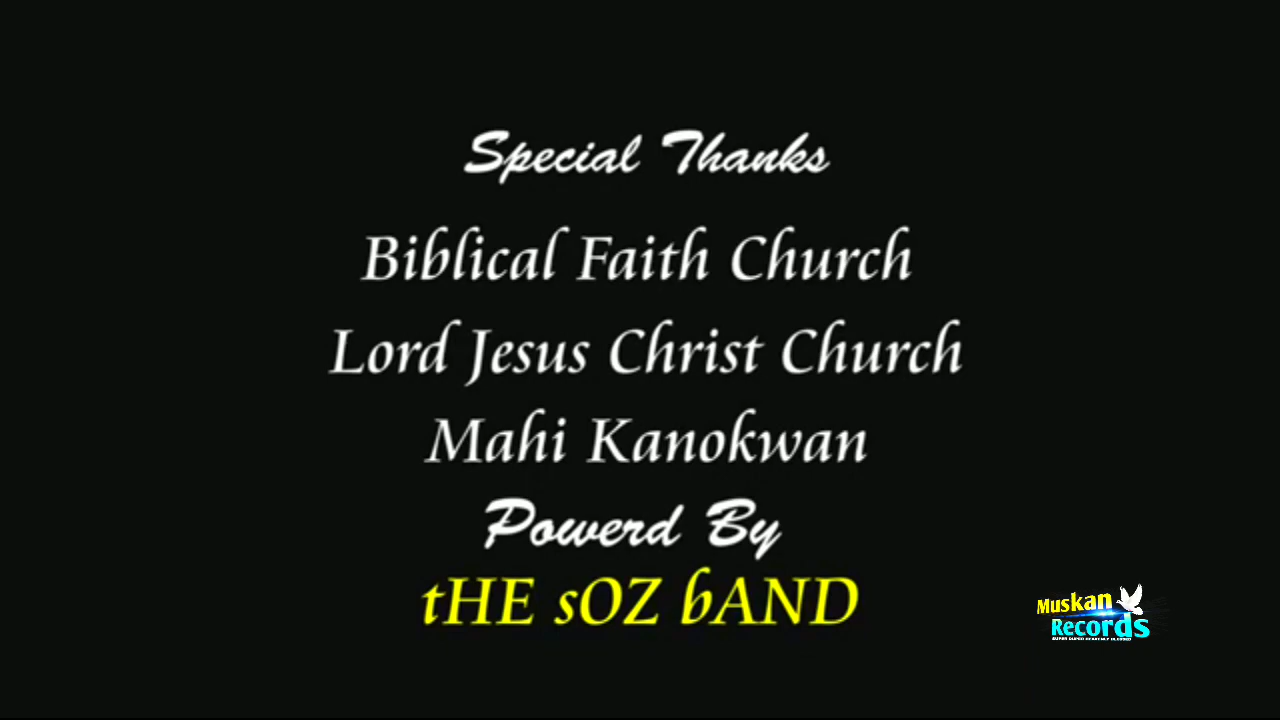 Special Thanks
Biblical Faith Church
Lord Jesus Christ Church
Mahi Kanokwan
Powerd By
tHE sOZ bAND
Muskan
Records